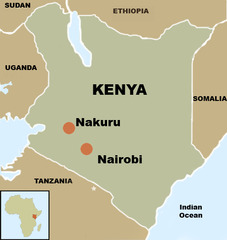 SUDAN
ETHIOPIA
UGANDA
KENYA
SOMALIA
Nakuru
Nairobi
TANZANIA
Indian
Ocean